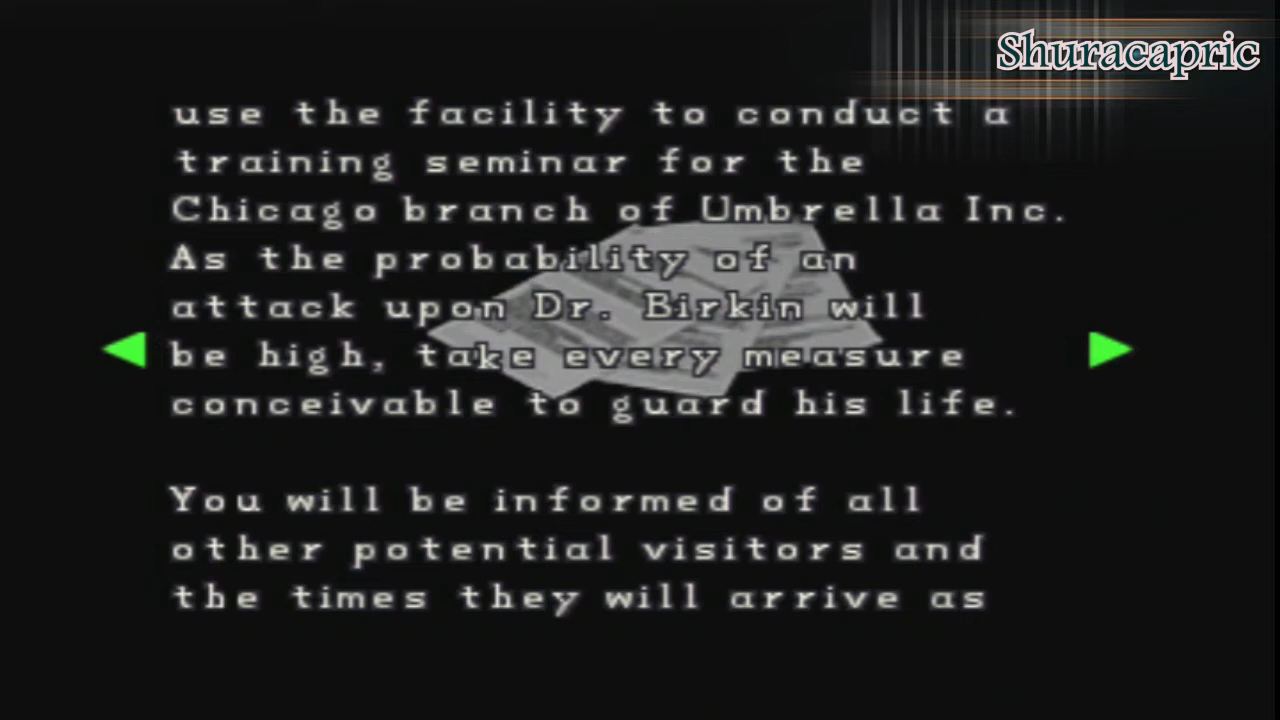 Shuracapric
use the facility to conduct a
training seminar for the
Chicago branch of Umbrella Inc.
As the probability of an
attack upon Dr. Birkin will
be high, take every measure
conceivable to guard his life.
You will be informed of all
other potential visitors and
the times they will arrive as